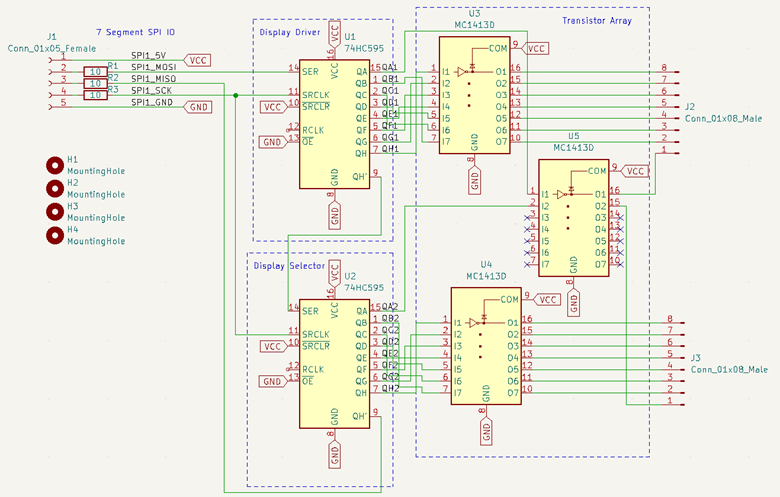 7 Segment SPI IO
J1
Conn_01x05_Female
1 SPI1_5V VCC
2 10 R1 SPI1_MOSI
3 10 R2 SPI1_MISO
4 10 R3 SPI1_SCK
5 SPI1_GND GND
H1
MountingHole
H2
MountingHole
H3
MountingHole
H4
MountingHole
Display Driver
VCC
U1
74HC595
16
VCC
14 SER QA 15 QA1
QB 1 QB1
11 SRCLK QC 2 QC1
VCC 10 SRCLR QD 3 QD1
QE 4 QE1
12 RCLK QF 5 QF1
GND 13 OE QG 6 QG1
QH 7 QH1
QH' 9
GND
8
GND
Display Selector
VCC
U2
74HC595
16
VCC
14 SER QA 15 QA2
QB 1 QB2
11 SRCLK QC 2 QC2
VCC 10 SRCLR QD 3 QD2
QE 4 QE2
12 RCLK QF 5 QF2
GND 13 OE QG 6 QG2
QH 7 QH2
QH' 9
GND
8
GND
Transistor Array
U3
MC1413D
COM 9 VCC
1 I1 O1 16
2 I2 O2 15
3 I3 O3 14
4 I4 O4 13
5 I5 O5 12
6 I6 O6 11
7 I7 O7 10
GND
8
GND
U5
MC1413D
COM 9 VCC
1 I1 O1 16
2 I2 O2 15
3 I3 O3 14
4 I4 O4 13
5 I5 O5 12
6 I6 O6 11
7 I7 O7 10
GND
8
GND
U4
MC1413D
COM 9 VCC
1 I1 O1 16
2 I2 O2 15
3 I3 O3 14
4 I4 O4 13
5 I5 O5 12
6 I6 O6 11
7 I7 O7 10
GND
8
GND
8
7
6
5
4
3
2
1
J2
Conn_01x08_Male
8
7
6
5
4
3
2
1
J3
Conn_01x08_Male